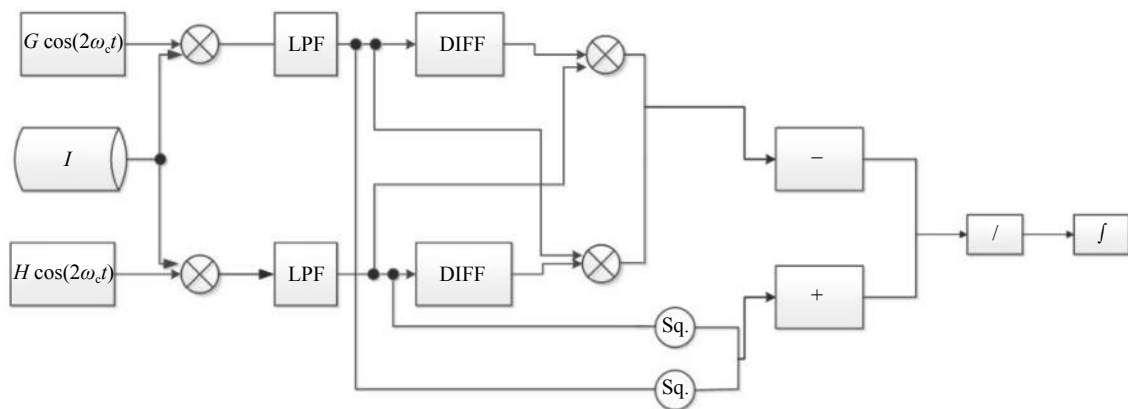 G cos(2ω_c t)
LPF
DIFF
I
−
/
∫
H cos(2ω_c t)
LPF
DIFF
+
Sq.
Sq.